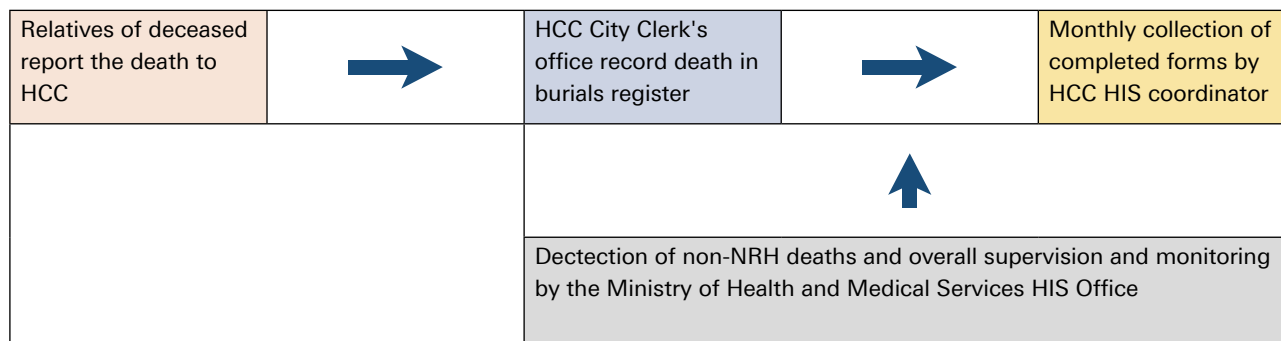 Relatives of deceased
report the death to
HCC
HCC City Clerk's
office record death in
burials register
Monthly collection of
completed forms by
HCC HIS coordinator
Dectection of non-NRH deaths and overall supervision and monitoring
by the Ministry of Health and Medical Services HIS Office